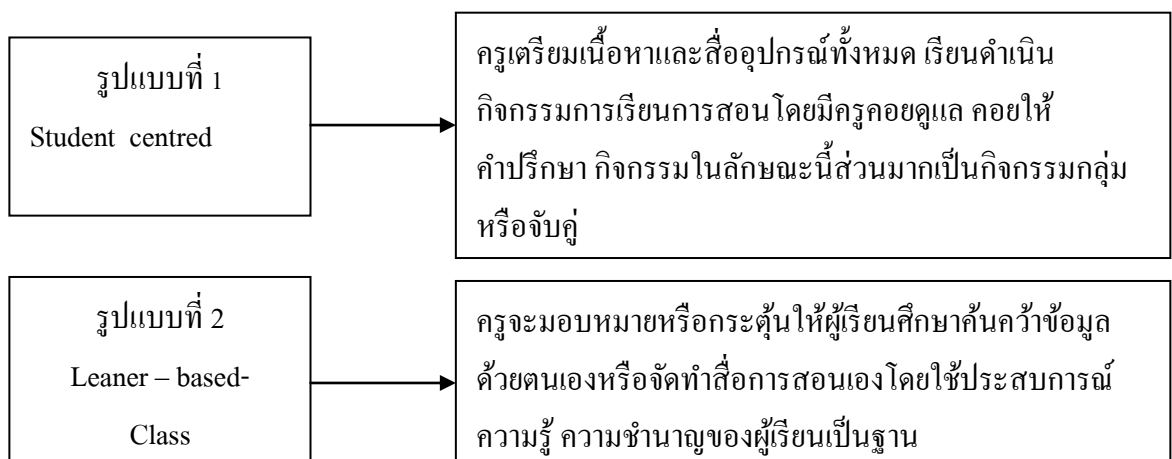 รูปแบบที่ 1
Student centred
ครูเตรียมเนื้อหาและสื่ออุปกรณ์ทั้งหมด เรียนดำเนิน
กิจกรรมการเรียนการสอนโดยมีครูคอยดูแล คอยให้
คำปรึกษา กิจกรรมในลักษณะนี้ส่วนมากเป็นกิจกรรมกลุ่ม
หรือจับคู่
รูปแบบที่ 2
Leaner – based-
Class
ครูจะมอบหมายหรือกระตุ้นให้ผู้เรียนศึกษาค้นคว้าข้อมูล
ด้วยตนเองหรือจัดทำสื่อการสอนเองโดยใช้ประสบการณ์
ความรู้ ความชำนาญของผู้เรียนเป็นฐาน